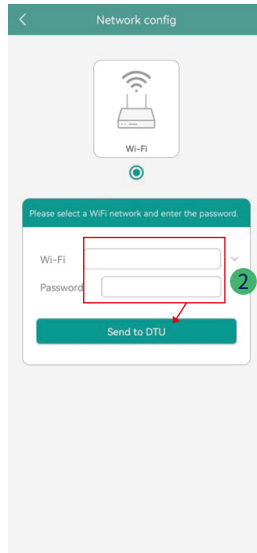 Network config
Wi-Fi
Please select a WiFi network and enter the password.
Wi-Fi
Password
2
Send to DTU